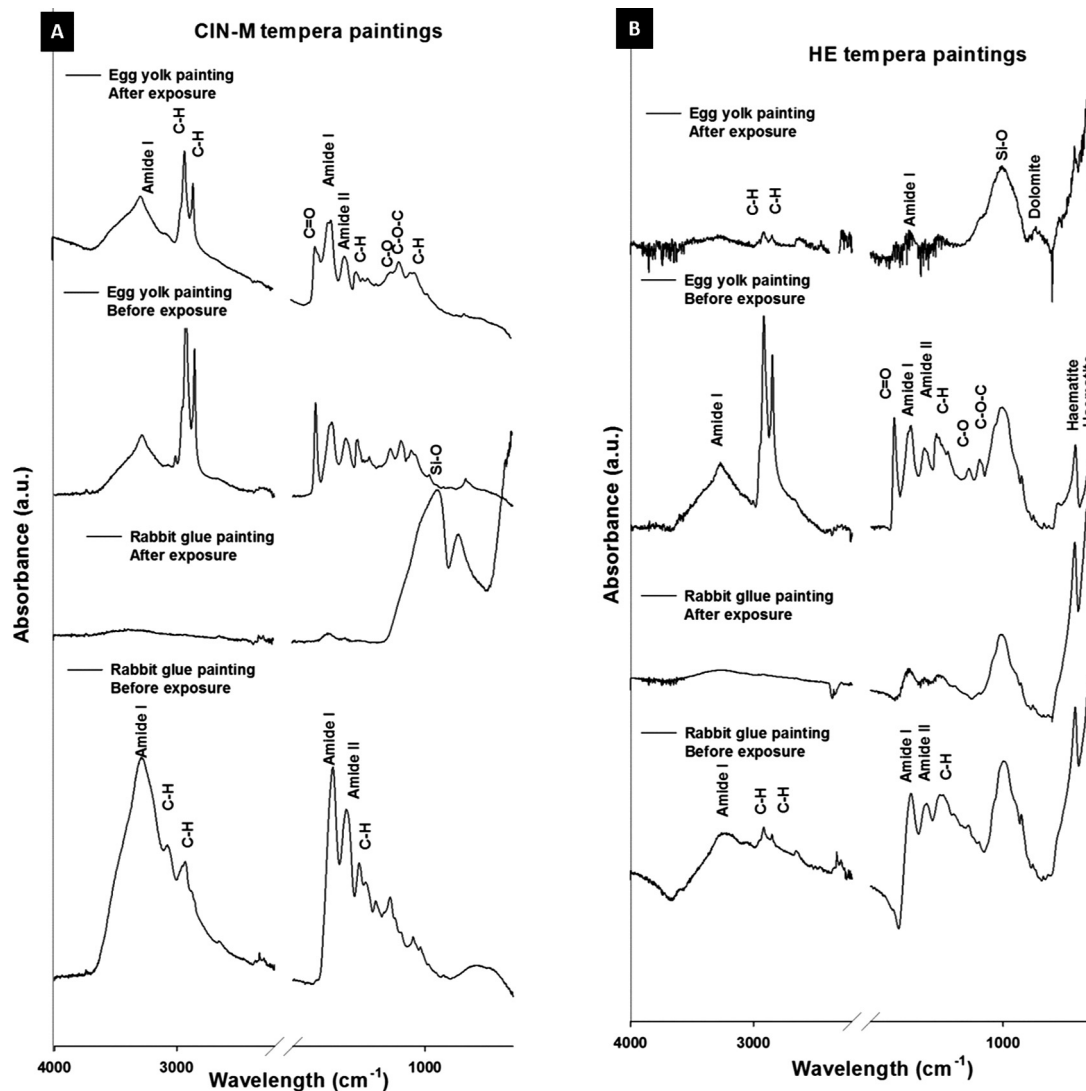 A
CIN-M tempera paintings
Egg yolk painting
After exposure
Amide I
C-H
C-H
C=O
Amide I
Amide II
C-H
C-O
C-O-C
C-H
Egg yolk painting
Before exposure
Si-O
Rabbit glue painting
After exposure
Rabbit glue painting
Before exposure
Amide I
C-H
C-H
Amide I
Amide II
C-H
Absorbance (a.u.)
4000
3000
1000
Wavelength (cm-1)
B
HE tempera paintings
Egg yolk painting
After exposure
C-H
C-H
Amide I
Si-O
Dolomite
Egg yolk painting
Before exposure
Amide I
C=O
Amide I
Amide II
C-H
C-O
C-O-C
Haematite
Rabbit gllue painting
After exposure
Rabbit glue painting
Before exposure
Amide I
C-H
C-H
Amide I
Amide II
C-H
Absorbance (a.u.)
4000
3000
1000
Wavelength (cm-1)